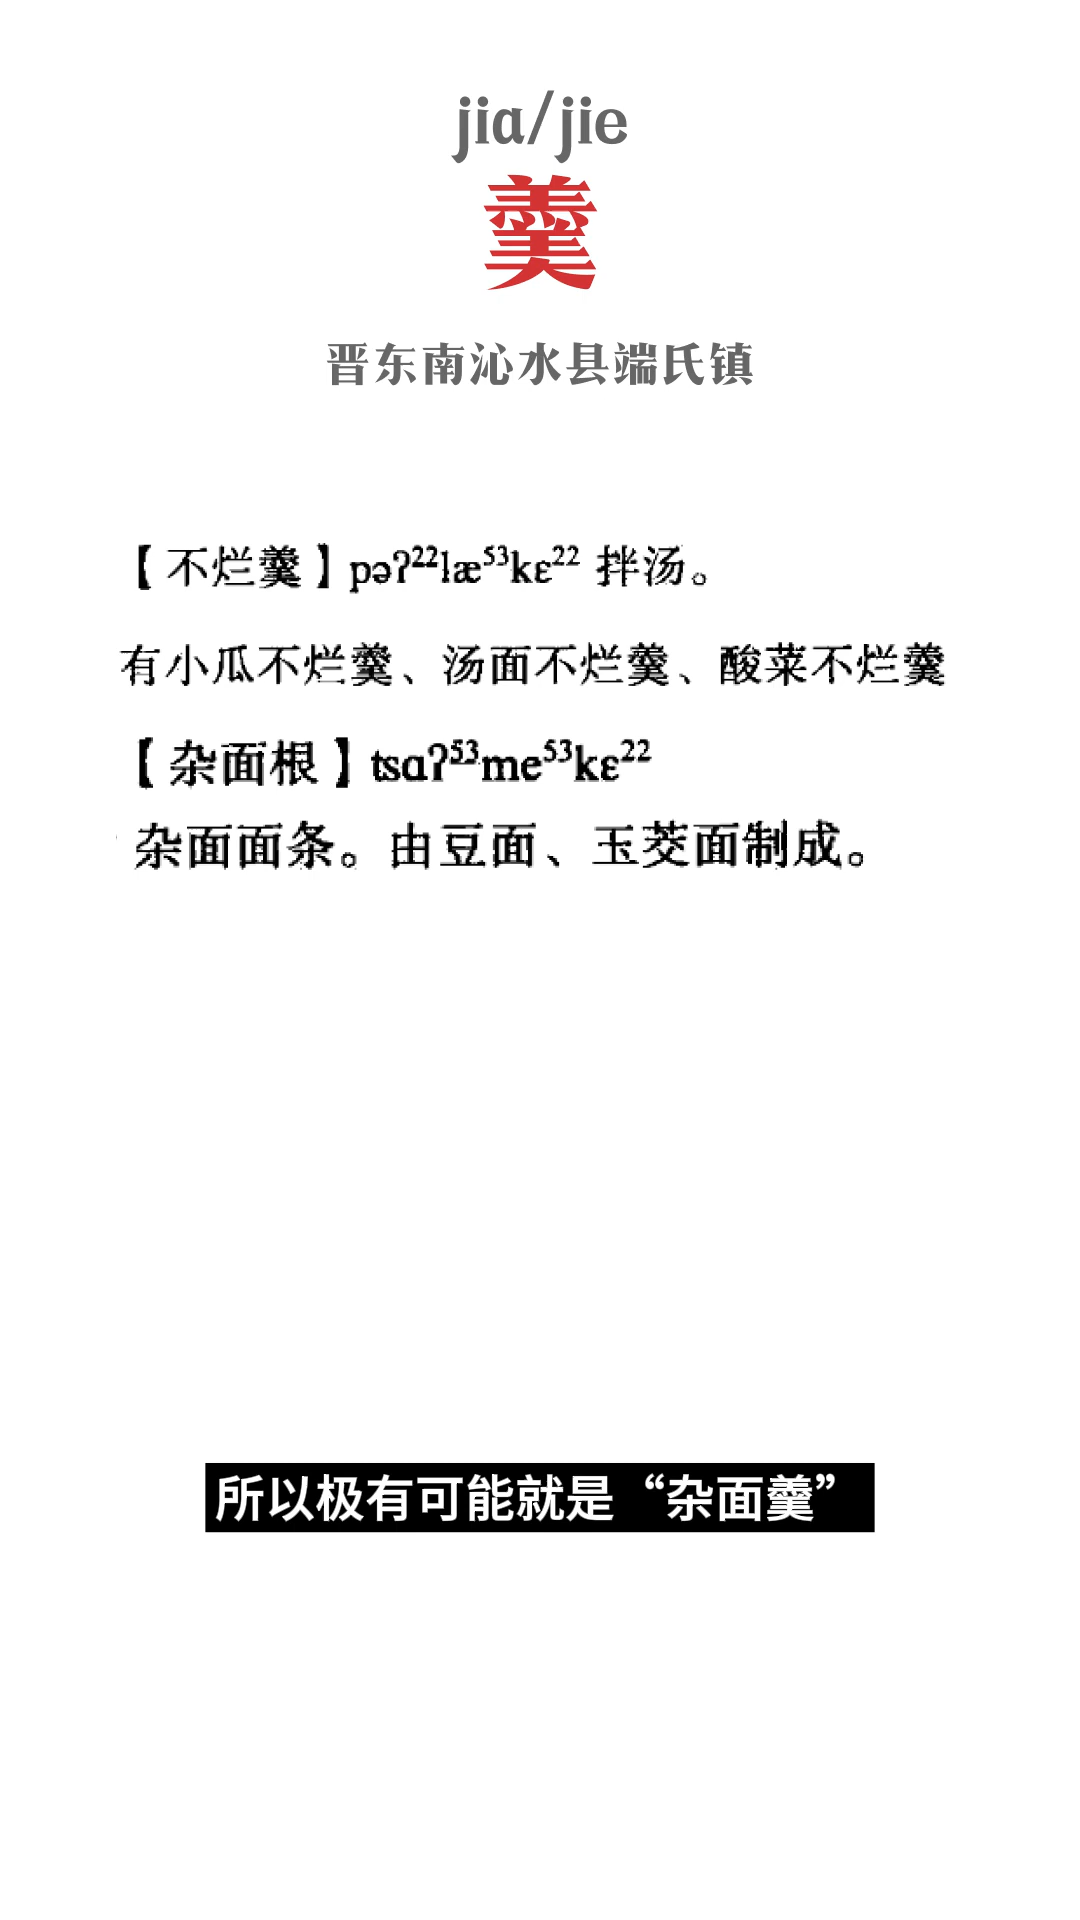 jia/jie
羹
晋东南沁水县端氏镇
【不烂羹】pəʔ²²læ⁵³kɛ²² 拌汤。
有小瓜不烂羹、汤面不烂羹、酸菜不烂羹
【杂面根】tsɑʔ⁵³me⁵³kɛ²²
杂面面条。由豆面、玉茭面制成。
所以极有可能就是“杂面羹”